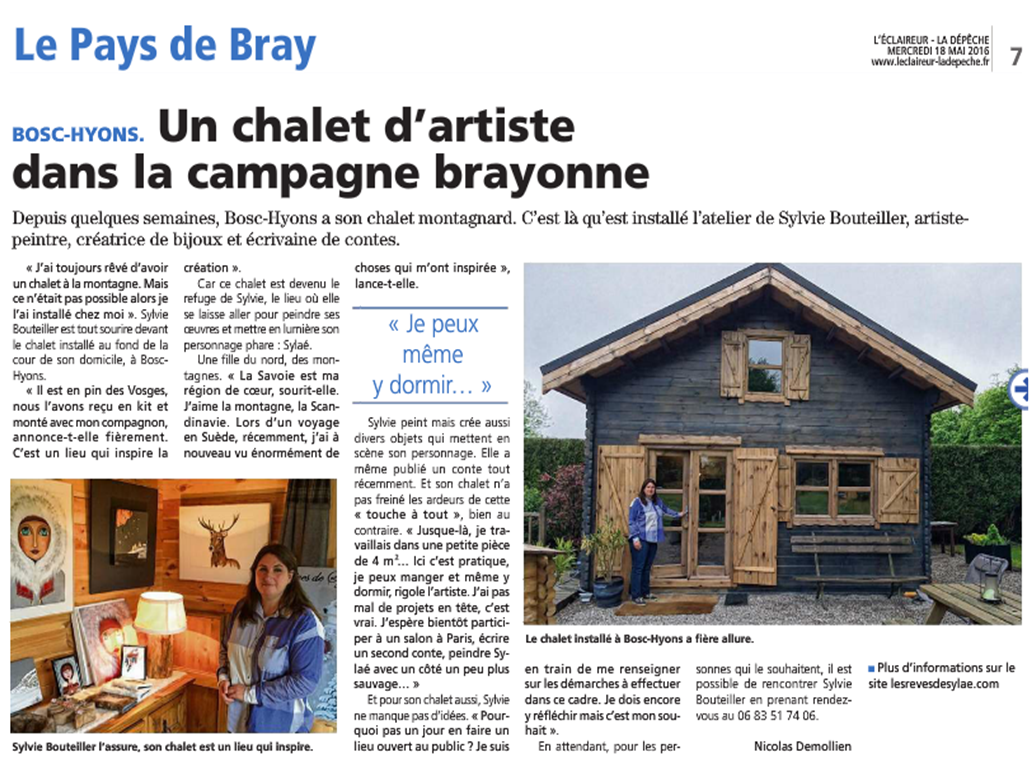 Le Pays de Bray
L'ÉCLAIREUR - LA DÉPÊCHE
MERCREDI 18 MAI 2016
www.leclaireur-ladepeche.fr
7
BOSC-HYONS. Un chalet d'artiste
dans la campagne brayonne
Depuis quelques semaines, Bosc-Hyons a son chalet montagnard. C'est là qu'est installé l'atelier de Sylvie Bouteiller, artiste-
peintre, créatrice de bijoux et écrivaine de contes.
« J'ai toujours rêvé d'avoir
un chalet à la montagne. Mais
ce n'était pas possible alors je
l'ai installé chez moi ». Sylvie
Bouteiller est tout sourire devant
le chalet installé au fond de la
cour de son domicile, à Bosc-
Hyons.
« Il est en pin des Vosges,
nous l'avons reçu en kit et
monté avec mon compagnon,
annonce-t-elle fièrement.
C'est un lieu qui inspire la
création ».
Car ce chalet est devenu le
refuge de Sylvie, le lieu où elle
se laisse aller pour peindre ses
œuvres et mettre en lumière son
personnage phare : Sylaé.
Une fille du nord, des mon-
tagnes. « La Savoie est ma
région de cœur, sourit-elle.
J'aime la montagne, la Scan-
dinavie. Lors d'un voyage
en Suède, récemment, j'ai à
nouveau vu énormément de
choses qui m'ont inspirée »,
lance-t-elle.
« Je peux
même
y dormir... »
Sylvie peint mais crée aussi
divers objets qui mettent en
scène son personnage. Elle a
même publié un conte tout
récemment. Et son chalet n'a
pas freiné les ardeurs de cette
« touche à tout », bien au
contraire. « Jusque-là, je tra-
vaillais dans une petite pièce
de 4 m²... Ici c'est pratique,
je peux manger et même y
dormir, rigole l'artiste. J'ai pas
mal de projets en tête, c'est
vrai. J'espère bientôt partici-
per à un salon à Paris, écrire
un second conte, peindre Sy-
laé avec un côté un peu plus
sauvage... »
Et pour son chalet aussi, Sylvie
ne manque pas d'idées. « Pour-
quoi pas un jour en faire un
lieu ouvert au public ? Je suis
en train de me renseigner
sur les démarches à effectuer
dans ce cadre. Je dois encore
y réfléchir mais c'est mon sou-
hait ».
En attendant, pour les per-
sonnes qui le souhaitent, il est
possible de rencontrer Sylvie
Bouteiller en prenant rendez-
vous au 06 83 51 74 06.
Nicolas Demollien
Plus d'informations sur le
site lesrevesdesylae.com
Le chalet installé à Bosc-Hyons a fière allure.
Sylvie Bouteiller l'assure, son chalet est un lieu qui inspire.